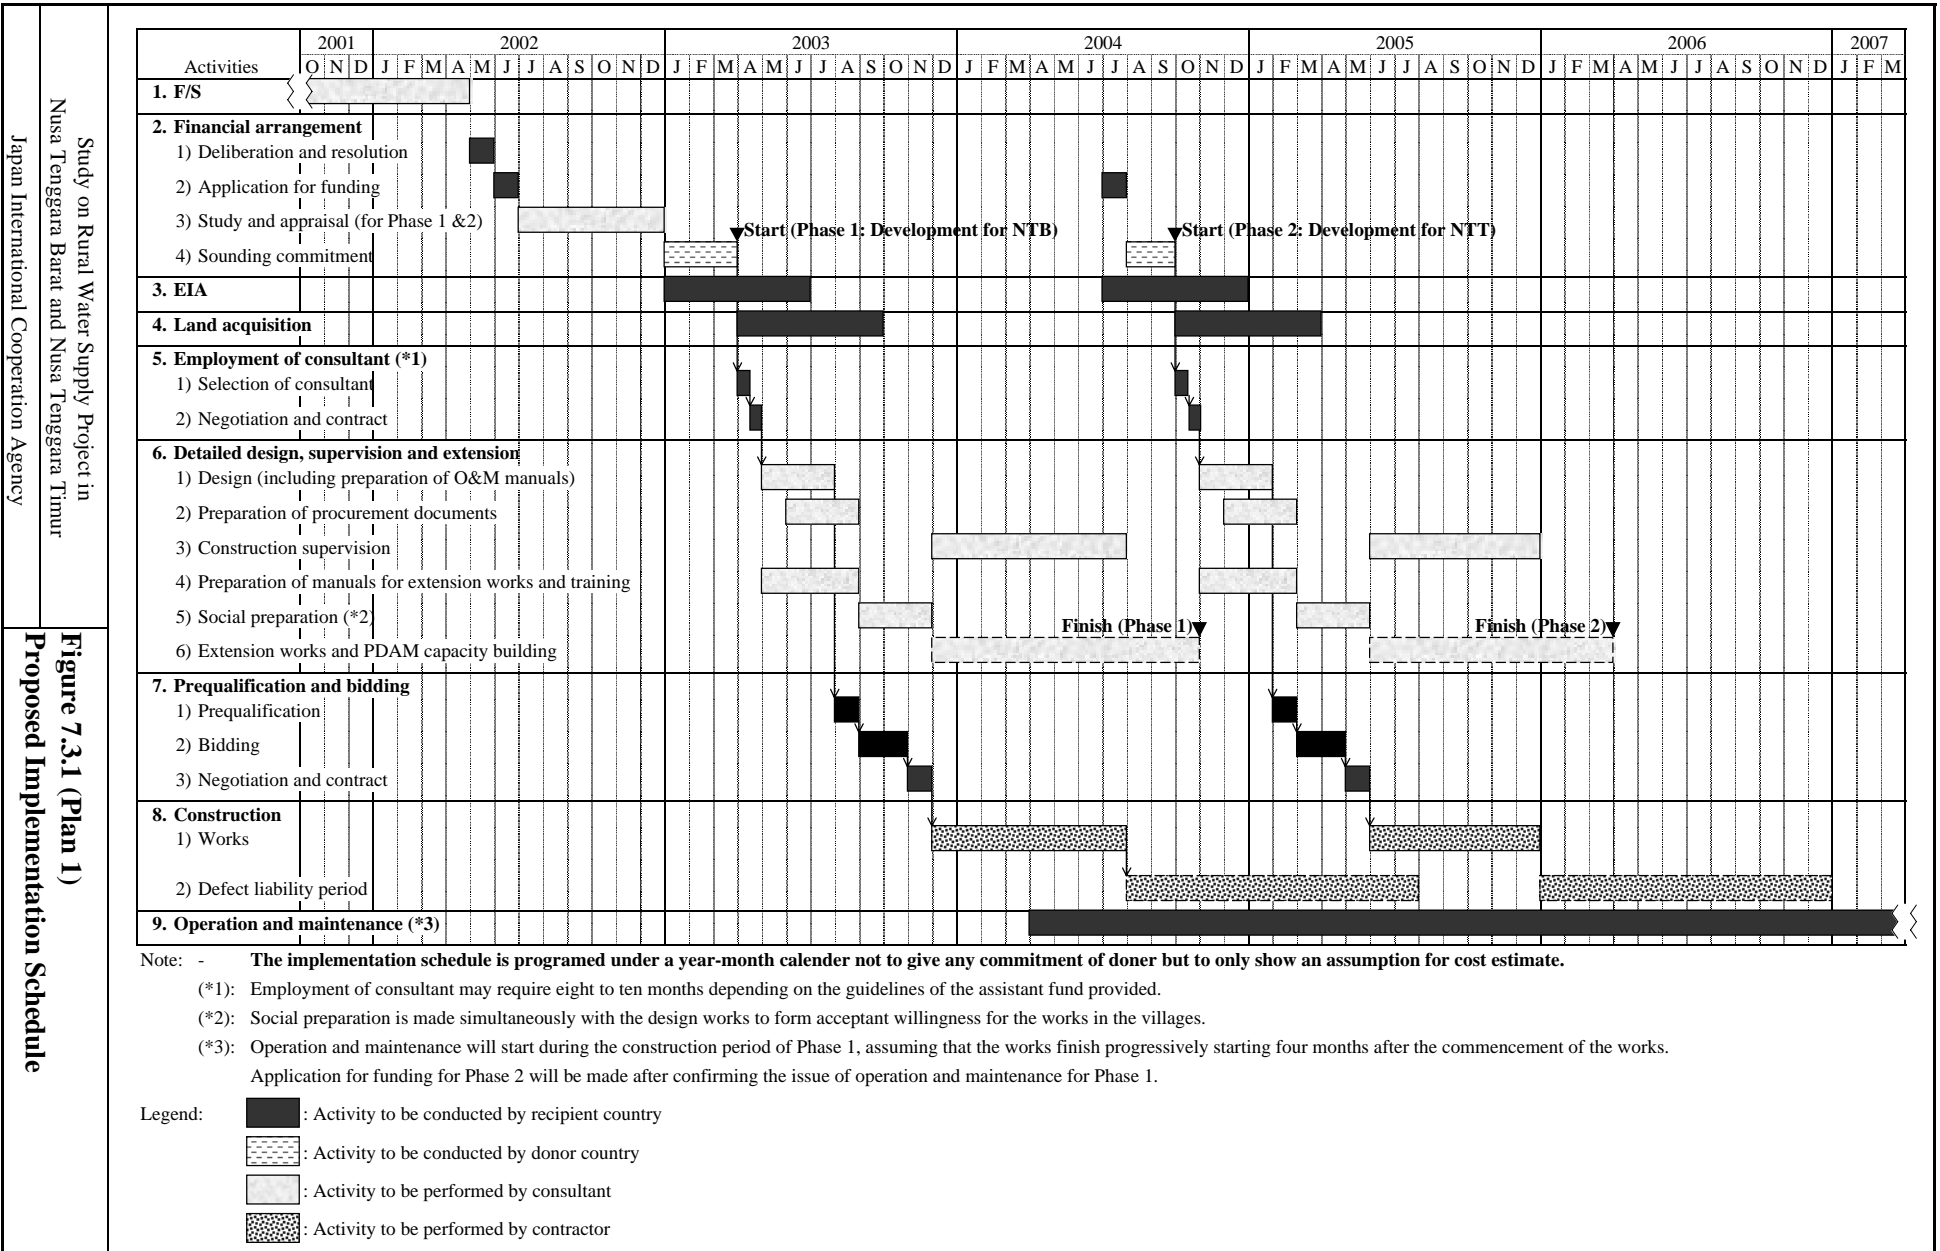 Study on Rural Water Supply Project in
Nusa Tenggara Barat and Nusa Tenggara Timur
Japan International Cooperation Agency
Figure 7.3.1 (Plan 1)
Proposed Implementation Schedule
2001 2002 2003 2004 2005 2006 2007
Activities O N D J F M A M J J A S O N D J F M A M J J A S O N D J F M A M J J A S O N D J F M A M J J A S O N D J F M A M J J A S O N D J F M
1. F/S
2. Financial arrangement
1) Deliberation and resolution
2) Application for funding
3) Study and appraisal (for Phase 1 &2)
Start (Phase 1: Development for NTB) Start (Phase 2: Development for NTT)
4) Sounding commitment
3. EIA
4. Land acquisition
5. Employment of consultant (*1)
1) Selection of consultant
2) Negotiation and contract
6. Detailed design, supervision and extension
1) Design (including preparation of O&M manuals)
2) Preparation of procurement documents
3) Construction supervision
4) Preparation of manuals for extension works and training
5) Social preparation (*2)
Finish (Phase 1) Finish (Phase 2)
6) Extension works and PDAM capacity building
7. Prequalification and bidding
1) Prequalification
2) Bidding
3) Negotiation and contract
8. Construction
1) Works
2) Defect liability period
9. Operation and maintenance (*3)
Note: - The implementation schedule is programed under a year-month calender not to give any commitment of doner but to only show an assumption for cost estimate.
(*1): Employment of consultant may require eight to ten months depending on the guidelines of the assistant fund provided.
(*2): Social preparation is made simultaneously with the design works to form acceptant willingness for the works in the villages.
(*3): Operation and maintenance will start during the construction period of Phase 1, assuming that the works finish progressively starting four months after the commencement of the works.
Application for funding for Phase 2 will be made after confirming the issue of operation and maintenance for Phase 1.
Legend: : Activity to be conducted by recipient country
: Activity to be conducted by donor country
: Activity to be performed by consultant
: Activity to be performed by contractor